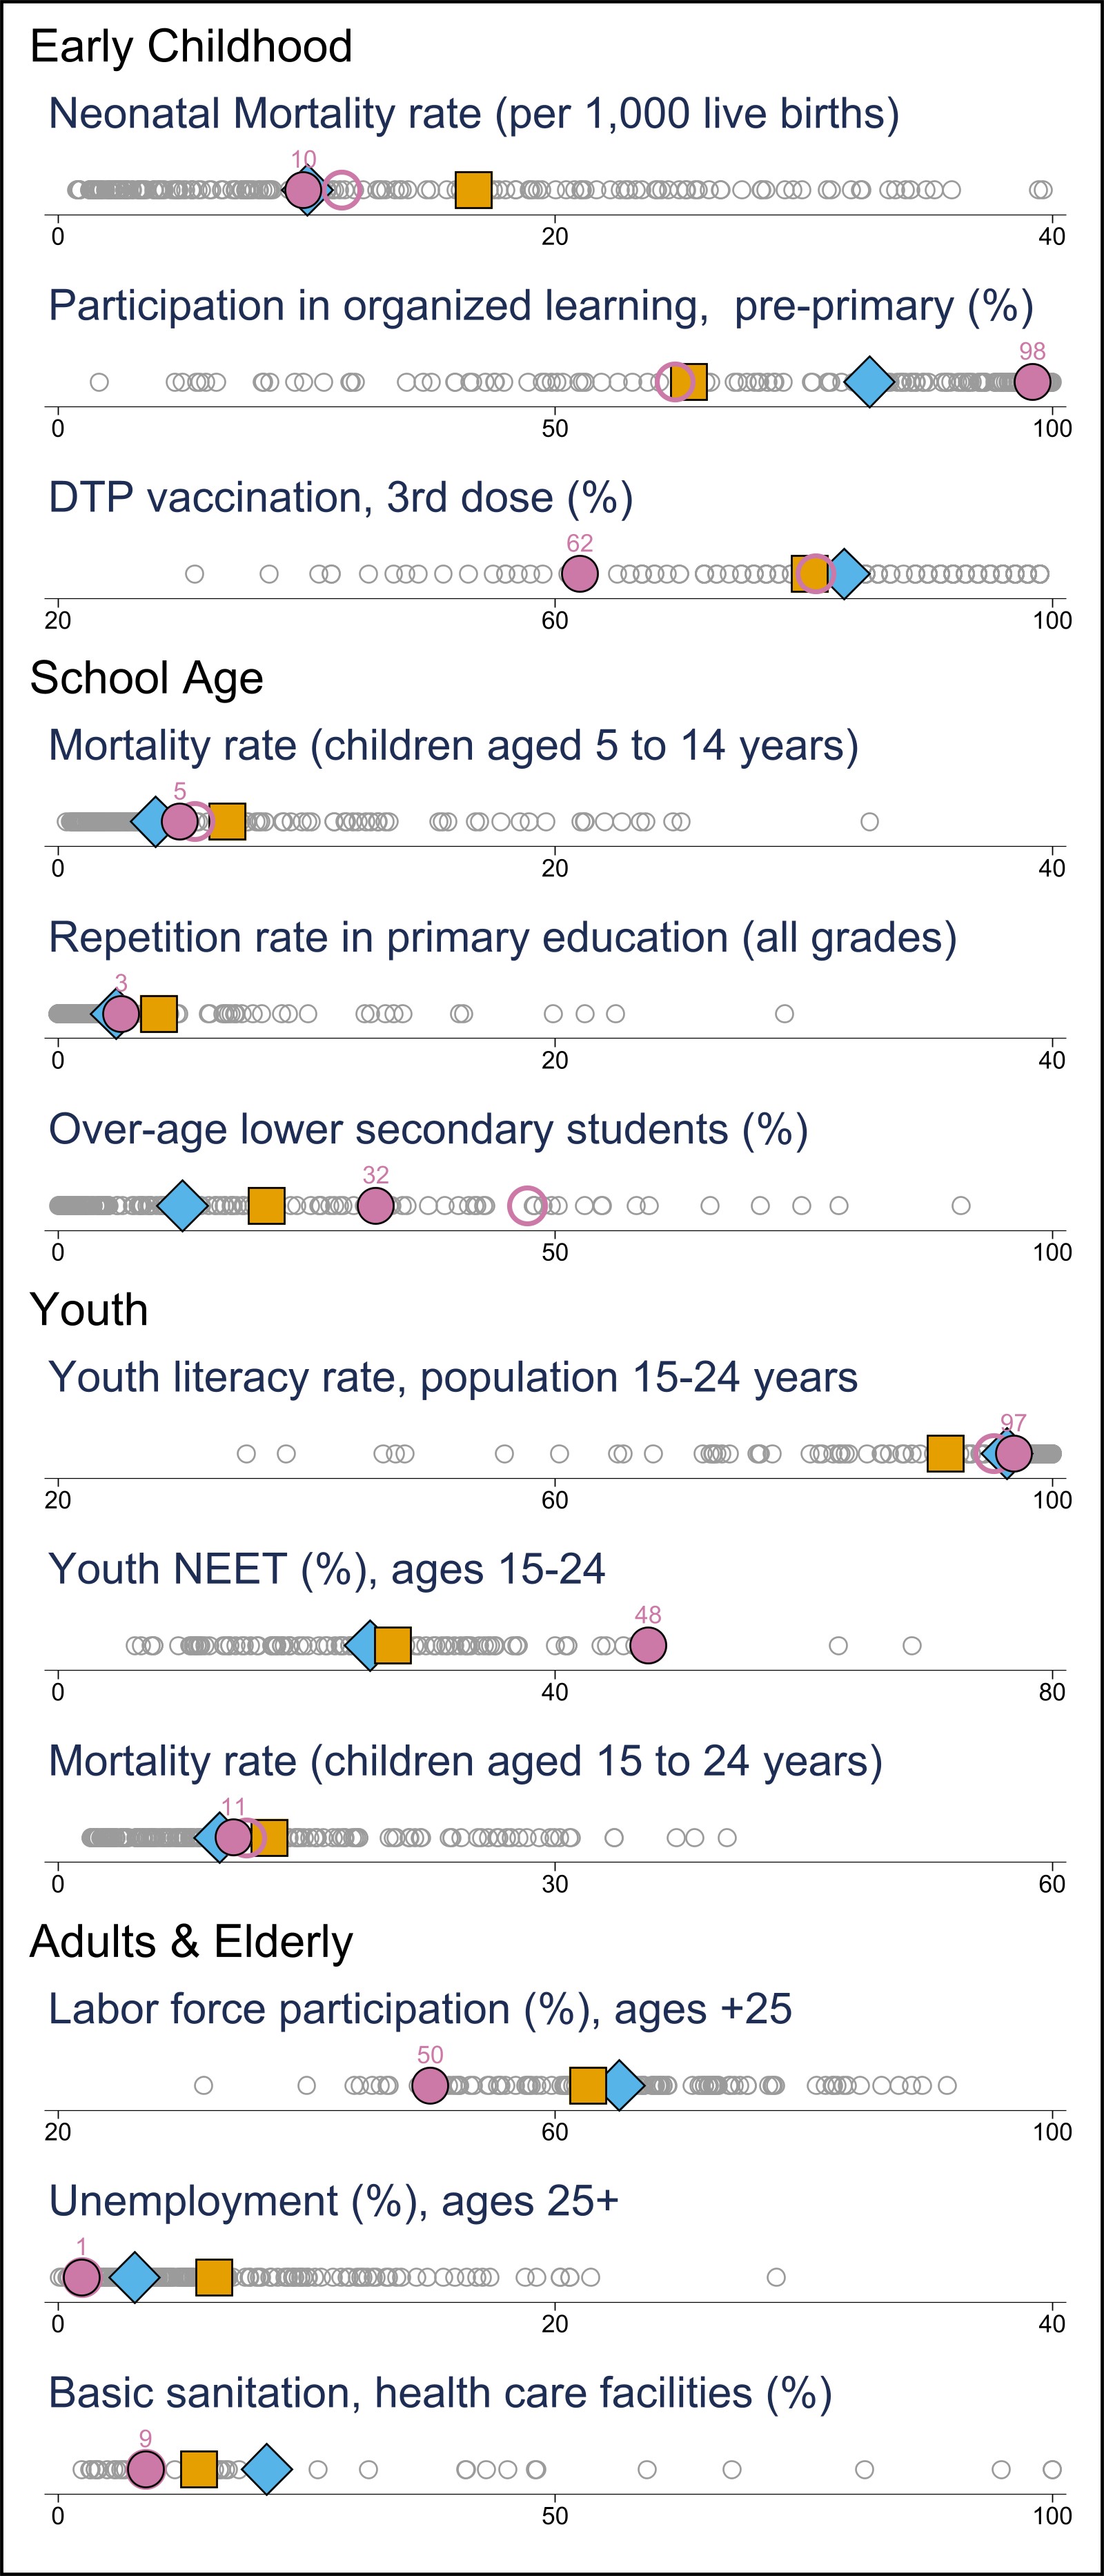 Early Childhood
Neonatal Mortality rate (per 1,000 live births)
10
0 20 40
Participation in organized learning,  pre-primary (%)
98
0 50 100
DTP vaccination, 3rd dose (%)
62
20 60 100
School Age
Mortality rate (children aged 5 to 14 years)
5
0 20 40
Repetition rate in primary education (all grades)
3
0 20 40
Over-age lower secondary students (%)
32
0 50 100
Youth
Youth literacy rate, population 15-24 years
97
20 60 100
Youth NEET (%), ages 15-24
48
0 40 80
Mortality rate (children aged 15 to 24 years)
11
0 30 60
Adults & Elderly
Labor force participation (%), ages +25
50
20 60 100
Unemployment (%), ages 25+
1
0 20 40
Basic sanitation, health care facilities (%)
9
0 50 100